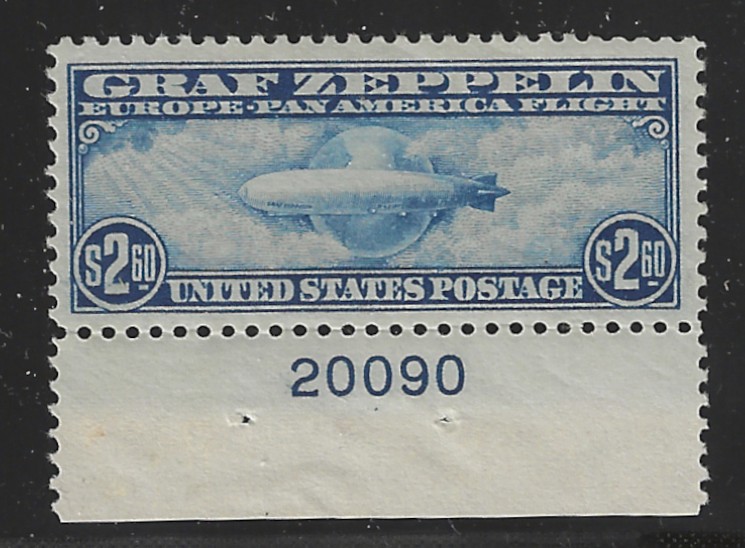 GRAF ZEPPELIN
EUROPE-PAN AMERICA FLIGHT
$2.60 $2.60
UNITED STATES POSTAGE
20090